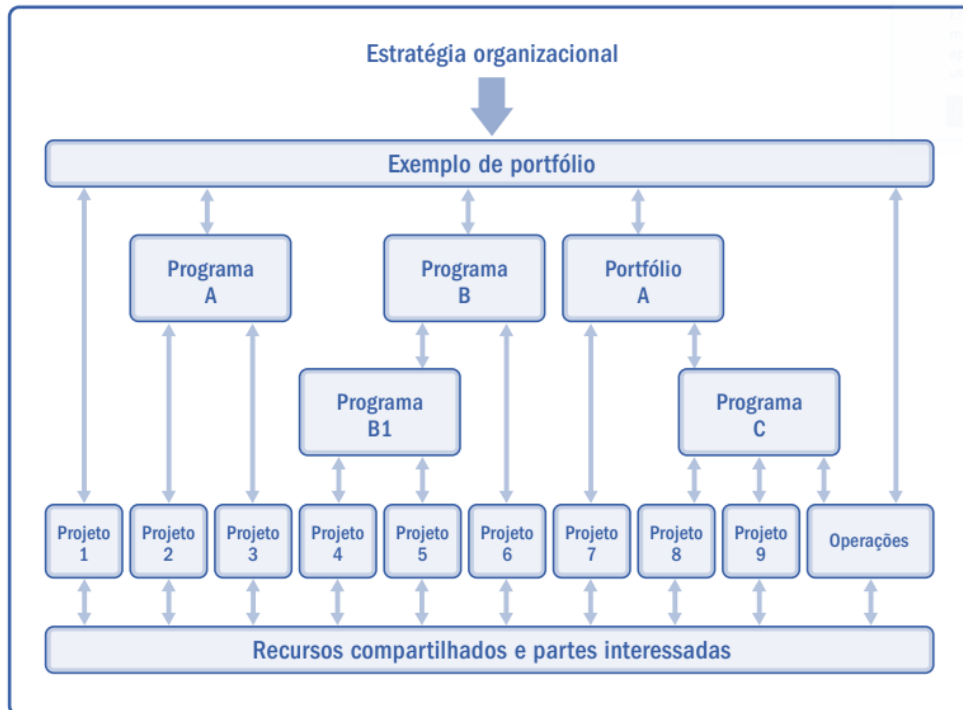 Estratégia organizacional
Exemplo de portfólio
Programa
A
Programa
B
Portfólio
A
Programa
B1
Programa
C
Projeto
1
Projeto
2
Projeto
3
Projeto
4
Projeto
5
Projeto
6
Projeto
7
Projeto
8
Projeto
9
Operações
Recursos compartilhados e partes interessadas